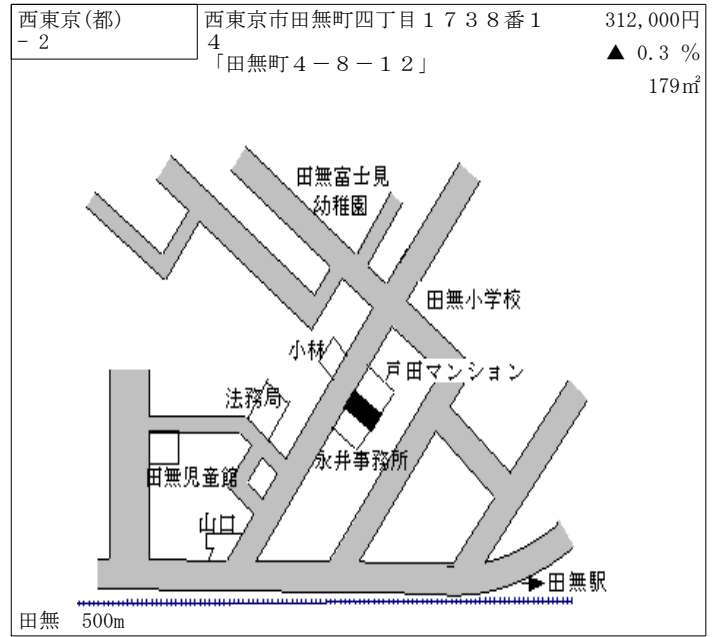 西東京(都)
- 2
西東京市田無町四丁目１７３８番１
４
「田無町４－８－１２」
312,000円
▲ 0.3 %
179㎡
田無富士見
幼稚園
田無小学校
小林
戸田マンション
法務局
永井事務所
田無児童館
山口
田無駅
田無 500m